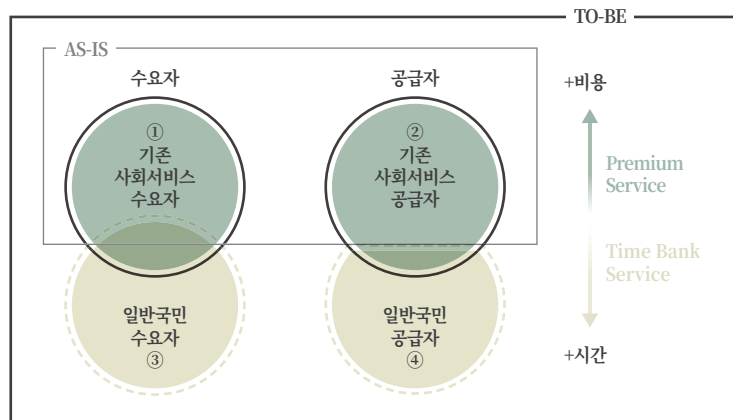 TO-BE
AS-IS
수요자
공급자
+비용
①
기존
사회서비스
수요자
②
기존
사회서비스
공급자
Premium
Service
Time Bank
Service
일반국민
수요자
③
일반국민
공급자
④
+시간